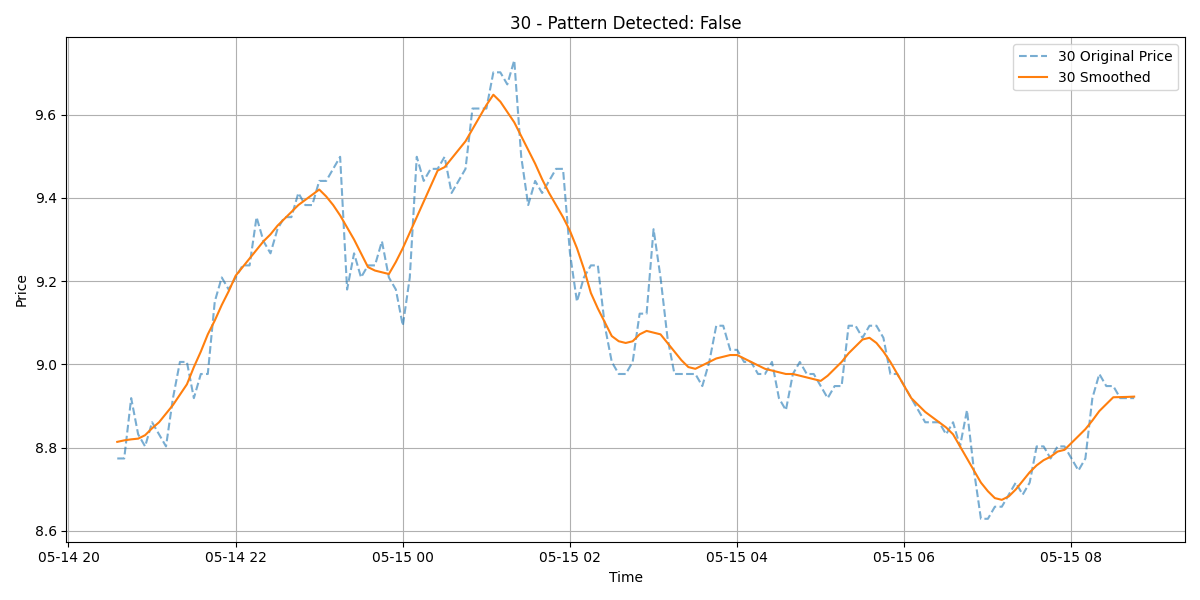 30 - Pattern Detected: False
30 Original Price
30 Smoothed
Price
9.6
9.4
9.2
9.0
8.8
8.6
05-14 20
05-14 22
05-15 00
05-15 02
05-15 04
05-15 06
05-15 08
Time